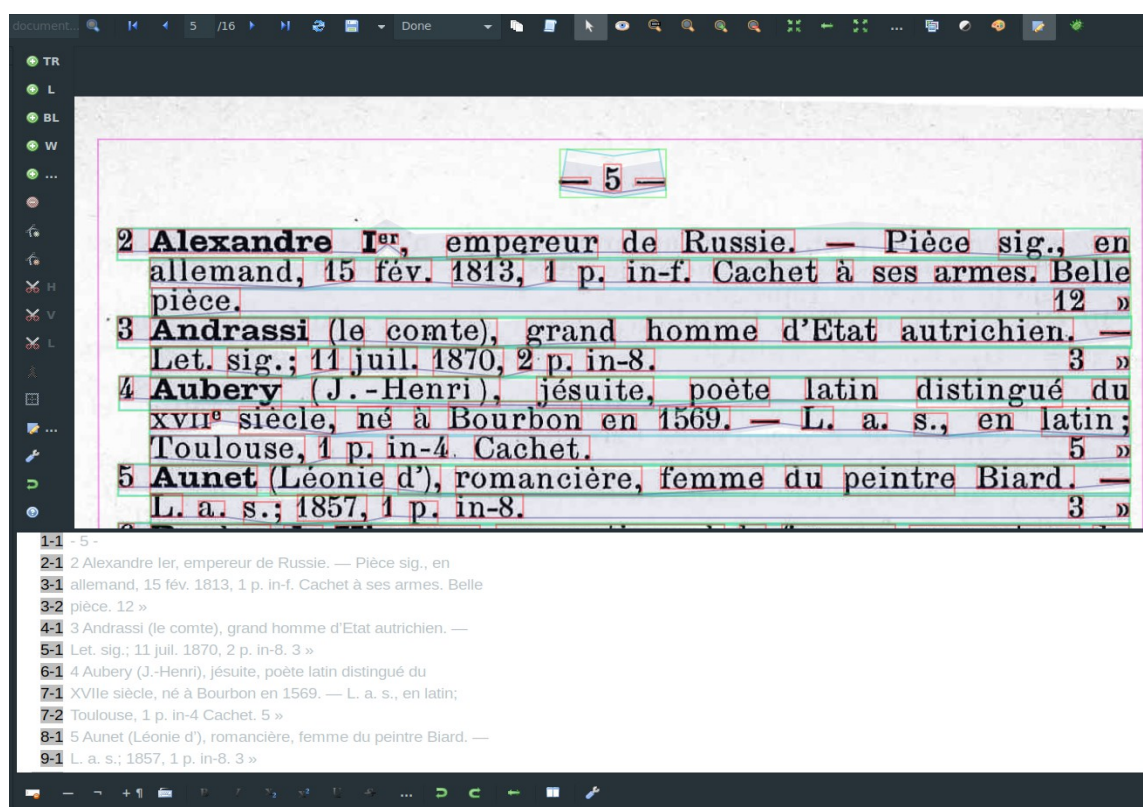 document...
5 /16
Done
...
TR
L
BL
W
...
H
V
L
...
— 5 —
2 Alexandre Ier, empereur de Russie. — Pièce sig., en
allemand, 15 fév. 1813, 1 p. in-f. Cachet à ses armes. Belle
pièce. 12 »
3 Andrassi (le comte), grand homme d'Etat autrichien. —
Let. sig.; 11 juil. 1870, 2 p. in-8. 3 »
4 Aubery (J.-Henri), jésuite, poète latin distingué du
XVIIe siècle, né à Bourbon en 1569. — L. a. s., en latin;
Toulouse, 1 p. in-4. Cachet. 5 »
5 Aunet (Léonie d'), romancière, femme du peintre Biard. —
L. a. s.; 1857, 1 p. in-8. 3 »
1-1 - 5 -
2-1 2 Alexandre Ier, empereur de Russie. — Pièce sig., en
3-1 allemand, 15 fév. 1813, 1 p. in-f. Cachet à ses armes. Belle
3-2 pièce. 12 »
4-1 3 Andrassi (le comte), grand homme d'Etat autrichien. —
5-1 Let. sig.; 11 juil. 1870, 2 p. in-8. 3 »
6-1 4 Aubery (J.-Henri), jésuite, poète latin distingué du
7-1 XVIIe siècle, né à Bourbon en 1569. — L. a. s., en latin;
7-2 Toulouse, 1 p. in-4 Cachet. 5 »
8-1 5 Aunet (Léonie d'), romancière, femme du peintre Biard. —
9-1 L. a. s.; 1857, 1 p. in-8. 3 »
...